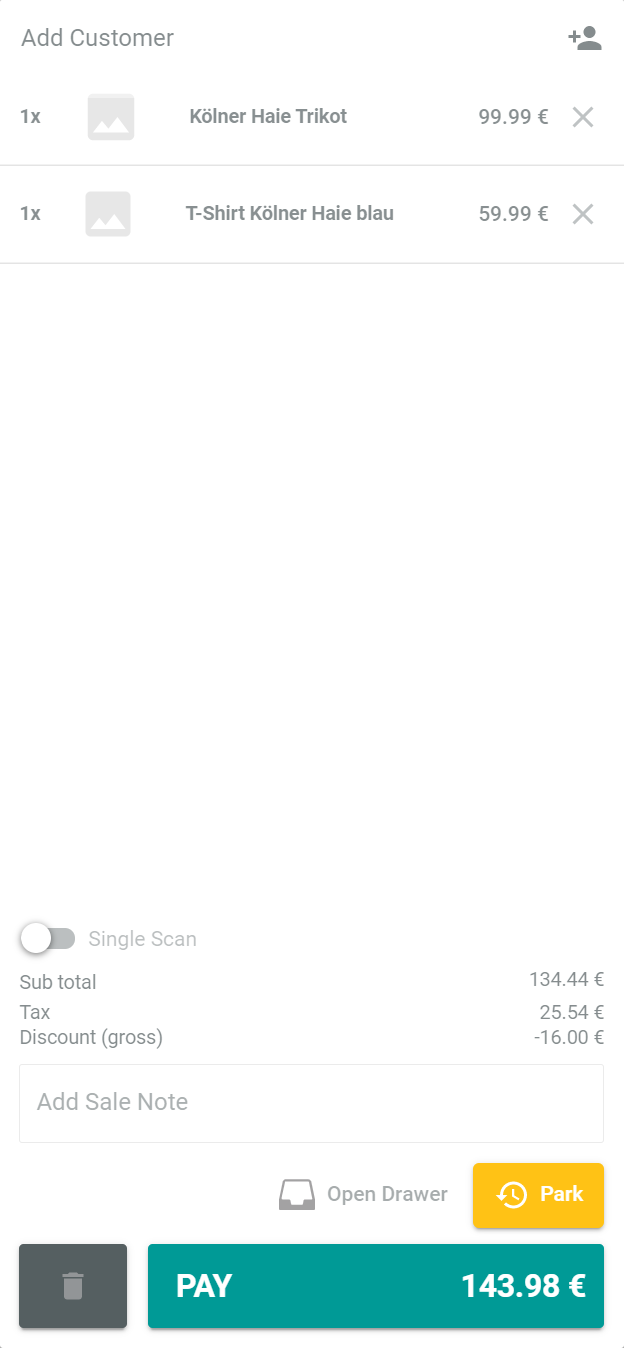 Add Customer
1x Kölner Haie Trikot 99.99 €
1x T-Shirt Kölner Haie blau 59.99 €
Single Scan
Sub total 134.44 €
Tax 25.54 €
Discount (gross) -16.00 €
Add Sale Note
Open Drawer Park
PAY 143.98 €